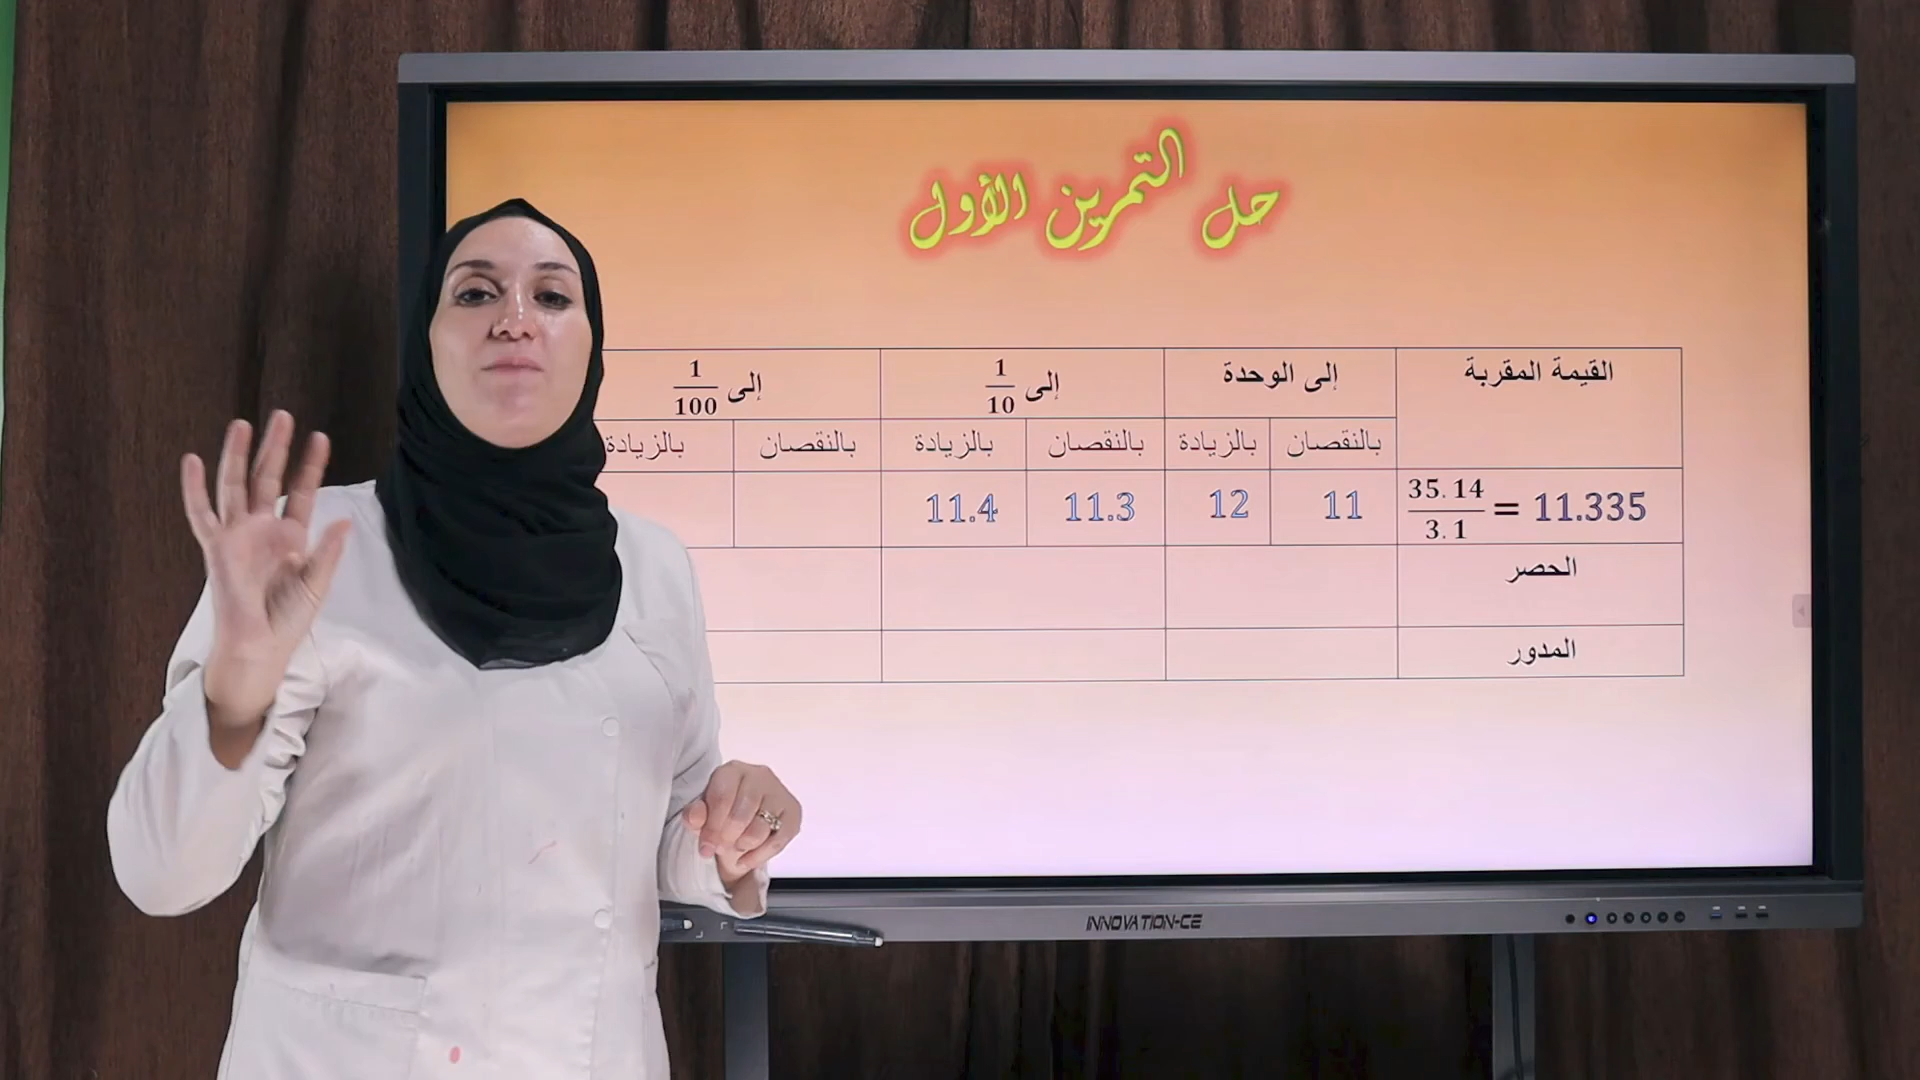 حل التمرين الأول
القيمة المقربة
إلى الوحدة
إلى 1/10
إلى 1/100
بالنقصان
بالزيادة
بالنقصان
بالزيادة
بالنقصان
بالزيادة
35.14/3.1 = 11.335
11
12
11.3
11.4
الحصر
المدور
INNOVATION-CE